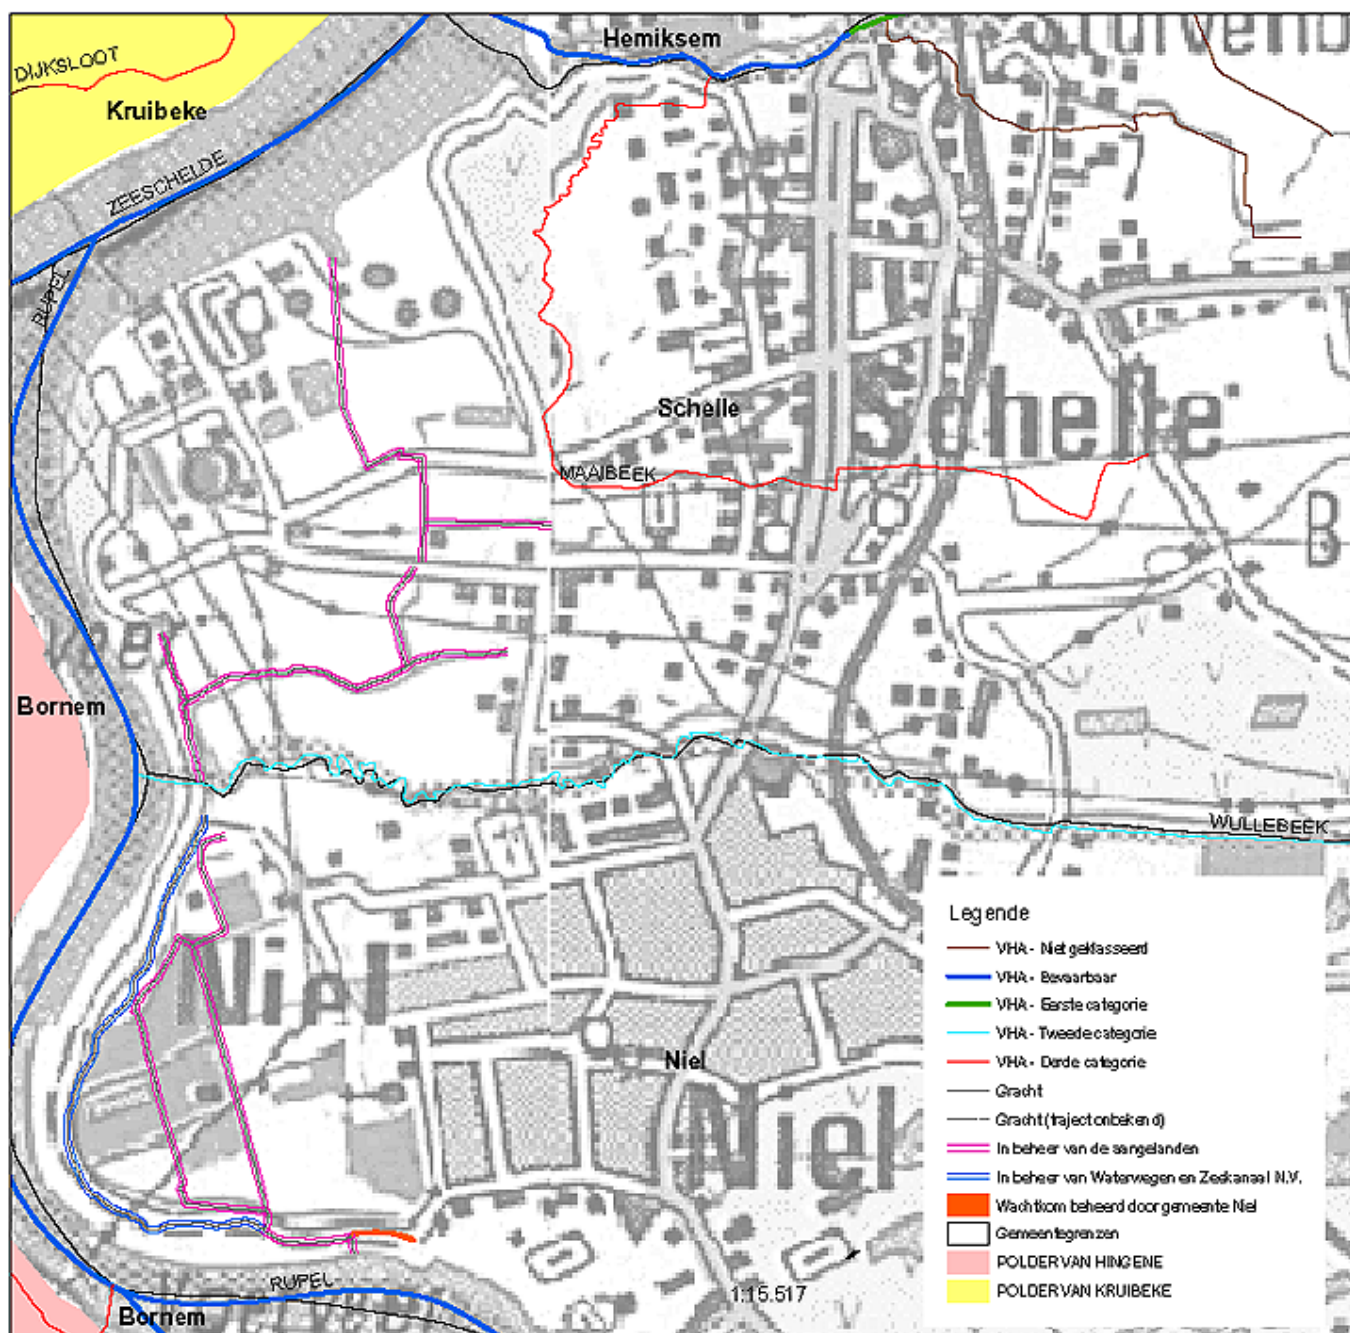 Hemiksem
DIJKSLOOT
Kruibeke
ZEESCHELDE
RUPEL
Schelle
Schelle
MAAIBEEK
B
Bornem
WULLEBEEK
Niel
Niel
Niel
RUPEL
Bornem
1:15.517
Legende
VHA - Niet geklasseerd
VHA - Bevaarbaar
VHA - Eerste categorie
VHA - Tweede categorie
VHA - Derde categorie
Gracht
Gracht (traject onbekend)
In beheer van de aangelanden
In beheer van Waterwegen en Zeekanaal N.V.
Wachtkom beheerd door gemeente Niel
Gemeentegrenzen
POLDER VAN HINGENE
POLDER VAN KRUIBEKE